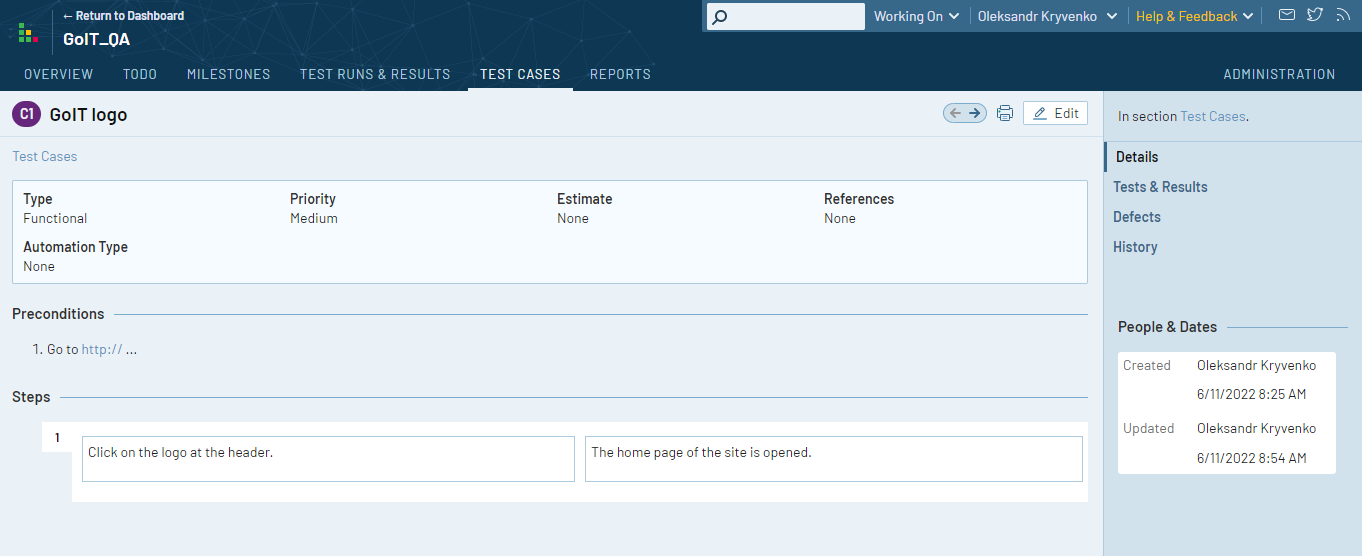 ← Return to Dashboard
GoIT_QA
Working On
Oleksandr Kryvenko
Help & Feedback
OVERVIEW TODO MILESTONES TEST RUNS & RESULTS TEST CASES REPORTS ADMINISTRATION
C1 GoIT logo
Edit
In section Test Cases.
Test Cases
Type Priority Estimate References
Functional Medium None None
Automation Type
None
Preconditions
1. Go to http:// ...
Steps
1
Click on the logo at the header.
The home page of the site is opened.
Details
Tests & Results
Defects
History
People & Dates
Created Oleksandr Kryvenko
6/11/2022 8:25 AM
Updated Oleksandr Kryvenko
6/11/2022 8:54 AM